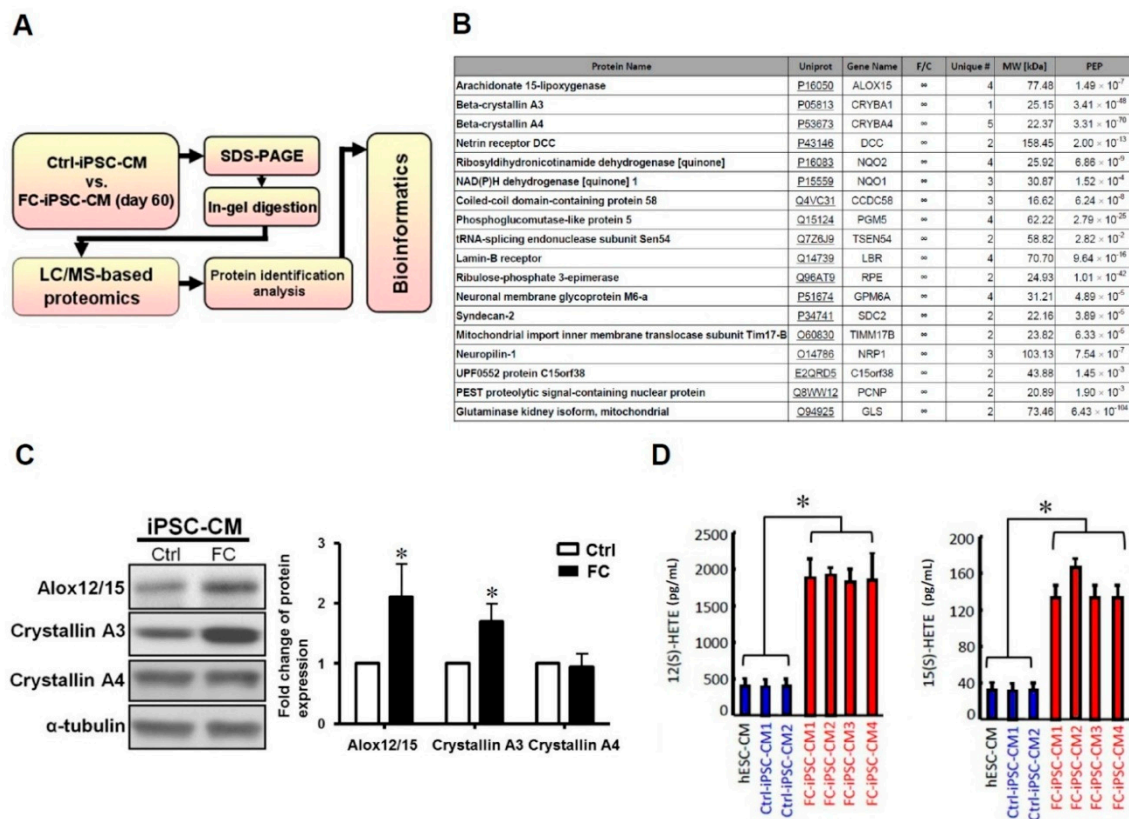 A
Ctrl-iPSC-CM
vs.
FC-iPSC-CM (day 60)
SDS-PAGE
In-gel digestion
LC/MS-based
proteomics
Protein identification
analysis
Bioinformatics
B
Protein Name Uniprot Gene Name F/C Unique # MW [kDa] PEP
Arachidonate 15-lipoxygenase P16050 ALOX15 ∞ 4 77.48 1.49 × 10⁻⁷
Beta-crystallin A3 P05813 CRYBA1 ∞ 1 25.15 3.41 × 10⁻⁴⁸
Beta-crystallin A4 P53673 CRYBA4 ∞ 5 22.37 3.31 × 10⁻⁷⁰
Netrin receptor DCC P43146 DCC ∞ 2 158.45 2.00 × 10⁻¹³
Ribosyldihydronicotinamide dehydrogenase [quinone] P16083 NQO2 ∞ 4 25.92 6.86 × 10⁻⁹
NAD(P)H dehydrogenase [quinone] 1 P15559 NQO1 ∞ 3 30.87 1.52 × 10⁻⁴
Coiled-coil domain-containing protein 58 Q4VC31 CCDC58 ∞ 3 16.62 6.24 × 10⁻⁸
Phosphoglucomutase-like protein 5 Q15124 PGM5 ∞ 4 62.22 2.79 × 10⁻²⁵
tRNA-splicing endonuclease subunit Sen54 Q7Z6J9 TSEN54 ∞ 2 58.82 2.82 × 10⁻²
Lamin-B receptor Q14739 LBR ∞ 4 70.70 9.64 × 10⁻¹⁶
Ribulose-phosphate 3-epimerase Q96AT9 RPE ∞ 2 24.93 1.01 × 10⁻⁴²
Neuronal membrane glycoprotein M6-a P51674 GPM6A ∞ 4 31.21 4.89 × 10⁻⁵
Syndecan-2 P34741 SDC2 ∞ 2 22.16 3.89 × 10⁻⁵
Mitochondrial import inner membrane translocase subunit Tim17-B O60830 TIMM17B ∞ 2 23.82 6.33 × 10⁻⁵
Neuropilin-1 O14786 NRP1 ∞ 3 103.13 7.54 × 10⁻⁷
UPF0552 protein C15orf38 E2QRD5 C15orf38 ∞ 2 43.88 1.45 × 10⁻³
PEST proteolytic signal-containing nuclear protein Q8WW12 PCNP ∞ 2 20.89 1.90 × 10⁻³
Glutaminase kidney isoform, mitochondrial O94925 GLS ∞ 2 73.46 6.43 × 10⁻¹⁰⁴
C
iPSC-CM
Ctrl FC
Alox12/15
Crystallin A3
Crystallin A4
α-tubulin
Fold change of protein
expression
3
2
1
0
* *
Ctrl
FC
Alox12/15 Crystallin A3 Crystallin A4
D
*
12(S)-HETE (pg/mL)
2500
2000
1500
1000
500
0
hESC-CM
Ctrl-iPSC-CM1
Ctrl-iPSC-CM2
FC-iPSC-CM1
FC-iPSC-CM2
FC-iPSC-CM3
FC-iPSC-CM4
*
15(S)-HETE (pg/mL)
200
160
120
80
40
0
hESC-CM
Ctrl-iPSC-CM1
Ctrl-iPSC-CM2
FC-iPSC-CM1
FC-iPSC-CM2
FC-iPSC-CM3
FC-iPSC-CM4